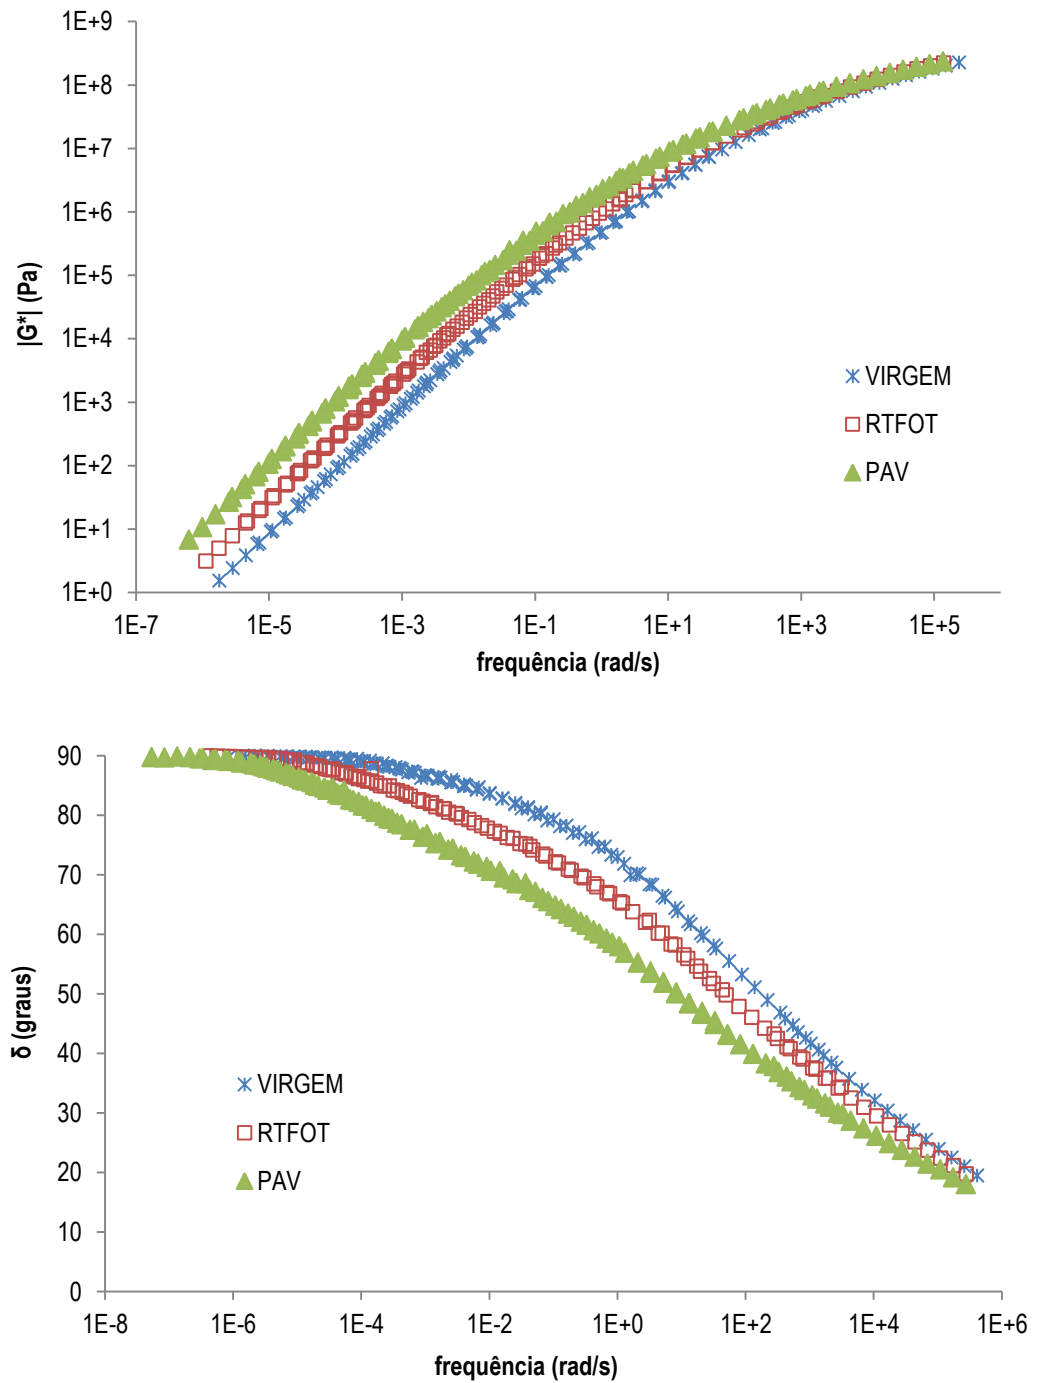 1E+9
1E+8
1E+7
1E+6
1E+5
1E+4
1E+3
1E+2
1E+1
1E+0
|G*| (Pa)
VIRGEM
RTFOT
PAV
1E-7 1E-5 1E-3 1E-1 1E+1 1E+3 1E+5
frequência (rad/s)
90
80
70
60
50
40
30
20
10
0
δ (graus)
VIRGEM
RTFOT
PAV
1E-8 1E-6 1E-4 1E-2 1E+0 1E+2 1E+4 1E+6
frequência (rad/s)